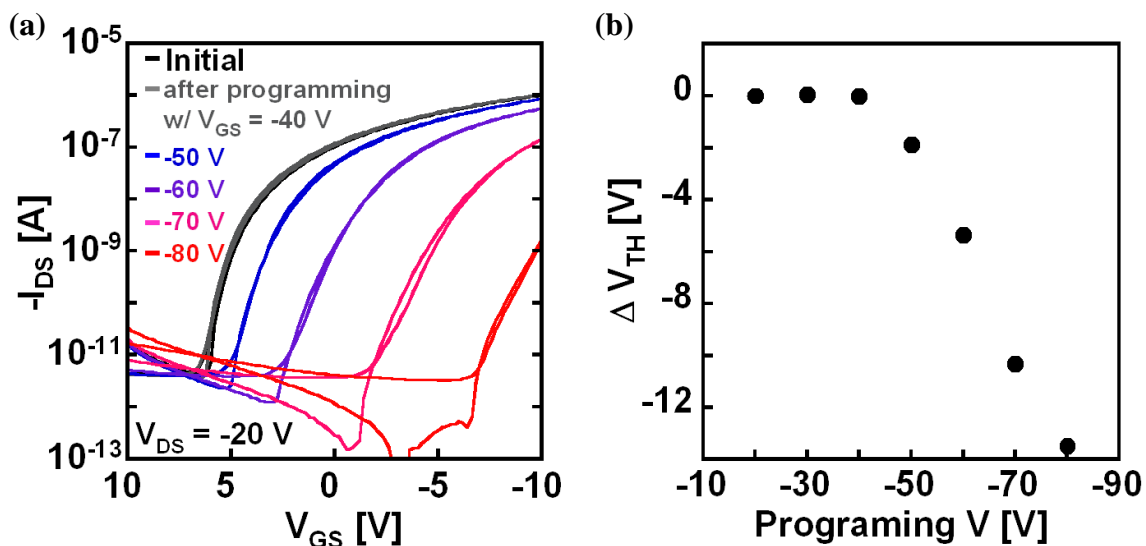 (a)
10-5
10-7
10-9
10-11
10-13
-IDS [A]
Initial
after programming
w/ VGS = -40 V
-50 V
-60 V
-70 V
-80 V
VDS = -20 V
10 5 0 -5 -10
VGS [V]
(b)
0
-4
-8
-12
Δ VTH [V]
-10 -30 -50 -70 -90
Programing V [V]